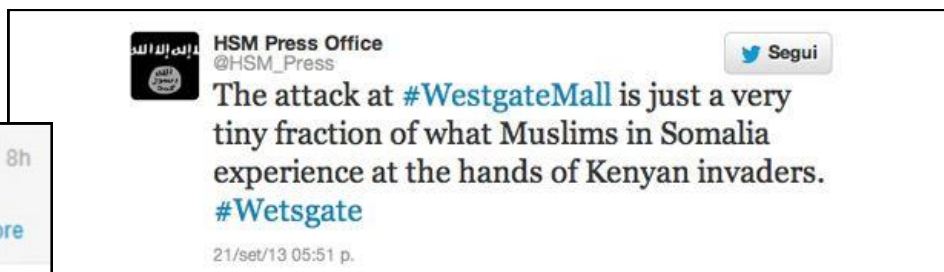 HSM Press Office
@HSM_Press
Segui
The attack at #WestgateMall is just a very
tiny fraction of what Muslims in Somalia
experience at the hands of Kenyan invaders.
#Wetsgate
21/set/13 05:51 p.
8h
ore